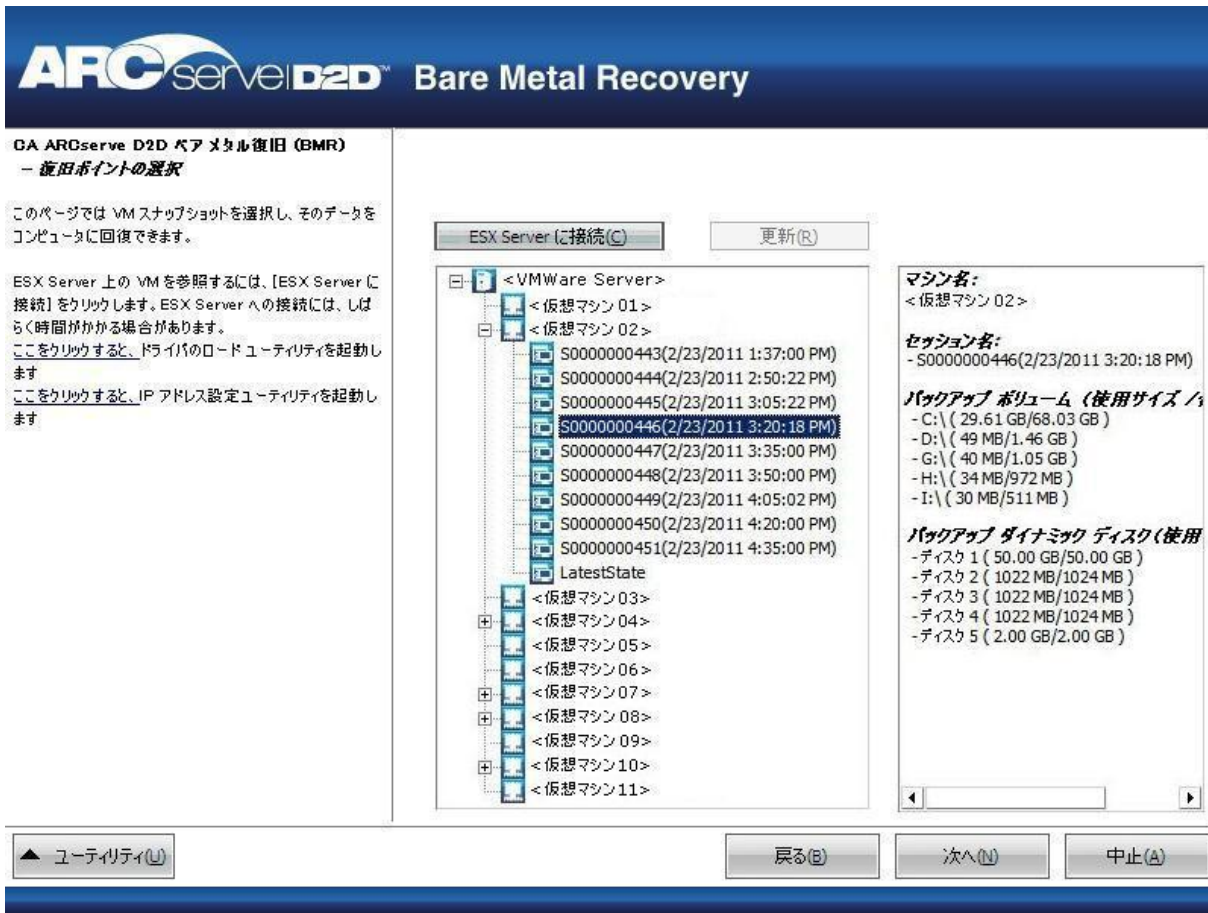 ARCserve D2D™ Bare Metal Recovery
CA ARCserve D2D ベア メタル復旧 (BMR)
- 復旧ポイントの選択
このページでは VM スナップショットを選択し、そのデータを
コンピュータに回復できます。
ESX Server 上の VM を参照するには、[ESX Server に
接続] をクリックします。ESX Server への接続には、しば
らく時間がかかる場合があります。
ここをクリックすると、ドライバのロード ユーティリティを起動し
ます
ここをクリックすると、IP アドレス設定ユーティリティを起動し
ます
ESX Server に接続(C)
更新(R)
<VMWare Server>
<仮想マシン 01>
<仮想マシン 02>
S0000000443(2/23/2011 1:37:00 PM)
S0000000444(2/23/2011 2:50:22 PM)
S0000000445(2/23/2011 3:05:22 PM)
S0000000446(2/23/2011 3:20:18 PM)
S0000000447(2/23/2011 3:35:00 PM)
S0000000448(2/23/2011 3:50:00 PM)
S0000000449(2/23/2011 4:05:02 PM)
S0000000450(2/23/2011 4:20:00 PM)
S0000000451(2/23/2011 4:35:00 PM)
LatestState
<仮想マシン 03>
<仮想マシン 04>
<仮想マシン 05>
<仮想マシン 06>
<仮想マシン 07>
<仮想マシン 08>
<仮想マシン 09>
<仮想マシン 10>
<仮想マシン 11>
マシン名:
<仮想マシン 02>
セッション名:
- S0000000446(2/23/2011 3:20:18 PM)
バックアップ ボリューム (使用サイズ /
- C:\ ( 29.61 GB/68.03 GB )
- D:\ ( 49 MB/1.46 GB )
- G:\ ( 40 MB/1.05 GB )
- H:\ ( 34 MB/972 MB )
- I:\ ( 30 MB/511 MB )
バックアップ ダイナミック ディスク(使用
-ディスク 1 ( 50.00 GB/50.00 GB )
-ディスク 2 ( 1022 MB/1024 MB )
-ディスク 3 ( 1022 MB/1024 MB )
-ディスク 4 ( 1022 MB/1024 MB )
-ディスク 5 ( 2.00 GB/2.00 GB )
ユーティリティ(U)
戻る(B)
次へ(N)
中止(A)